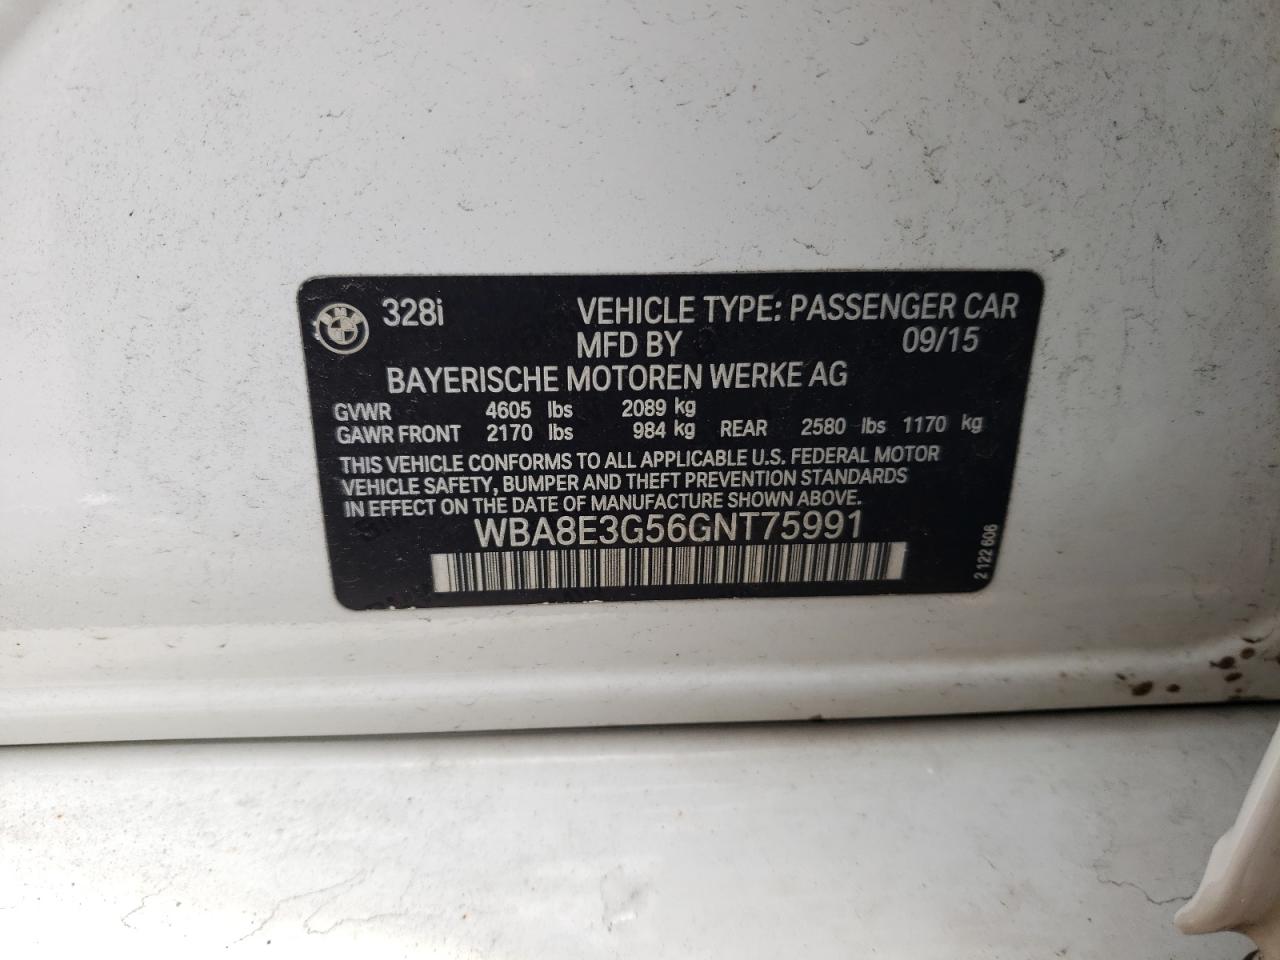 BMW 328i VEHICLE TYPE: PASSENGER CAR
MFD BY 09/15
BAYERISCHE MOTOREN WERKE AG
GVWR 4605 lbs 2089 kg
GAWR FRONT 2170 lbs 984 kg REAR 2580 lbs 1170 kg
THIS VEHICLE CONFORMS TO ALL APPLICABLE U.S. FEDERAL MOTOR
VEHICLE SAFETY, BUMPER AND THEFT PREVENTION STANDARDS
IN EFFECT ON THE DATE OF MANUFACTURE SHOWN ABOVE.
WBA8E3G56GNT75991
2 122 606